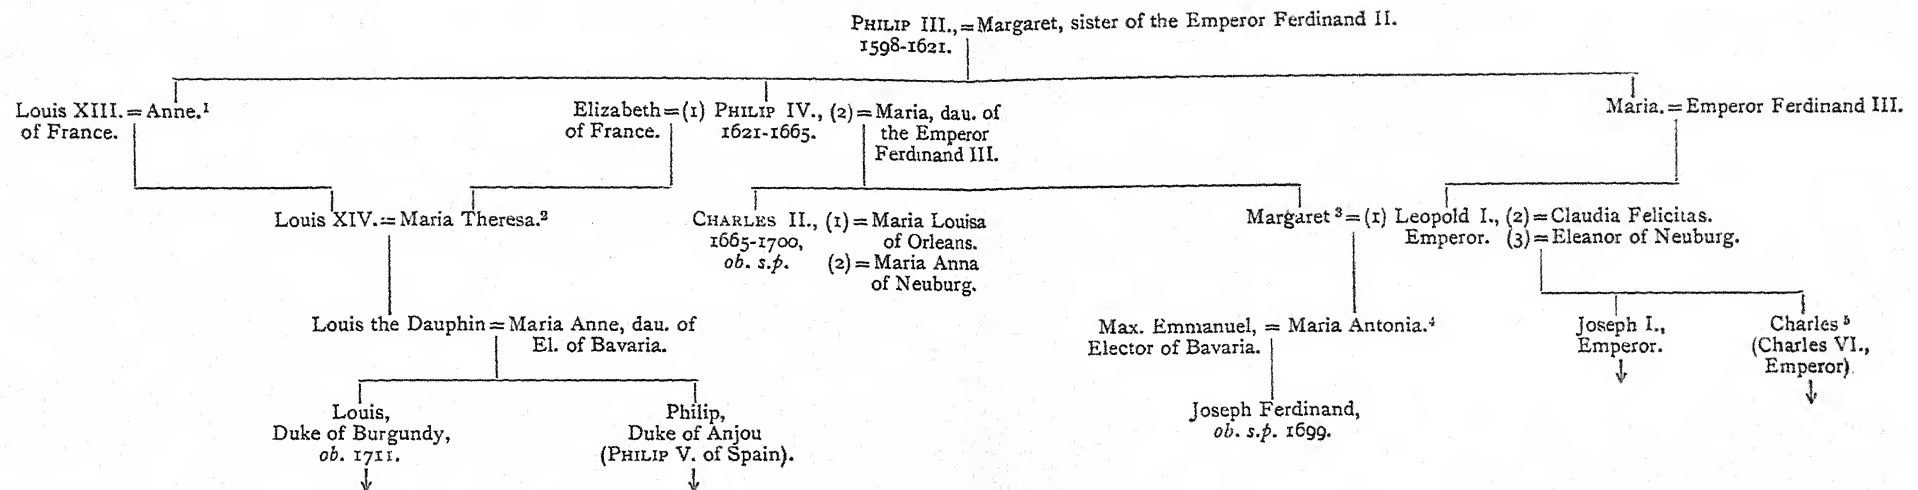 PHILIP III., = Margaret, sister of the Emperor Ferdinand II.
1598-1621.
Louis XIII. = Anne.¹
of France.
Elizabeth = (1) PHILIP IV., (2) = Maria, dau. of
of France. 1621-1665. the Emperor
Ferdinand III.
Maria. = Emperor Ferdinand III.
Louis XIV. = Maria Theresa.²
CHARLES II., (1) = Maria Louisa
1665-1700, of Orleans.
ob. s.p. (2) = Maria Anna
of Neuburg.
Margaret ³ = (1) Leopold I., (2) = Claudia Felicitas.
Emperor. (3) = Eleanor of Neuburg.
Louis the Dauphin = Maria Anne, dau. of
El. of Bavaria.
Max. Emmanuel, = Maria Antonia.⁴
Elector of Bavaria.
Joseph I.,
Emperor.
Charles ⁵
(Charles VI.,
Emperor)
Louis,
Duke of Burgundy,
ob. 1711.
Philip,
Duke of Anjou
(PHILIP V. of Spain).
Joseph Ferdinand,
ob. s.p. 1699.